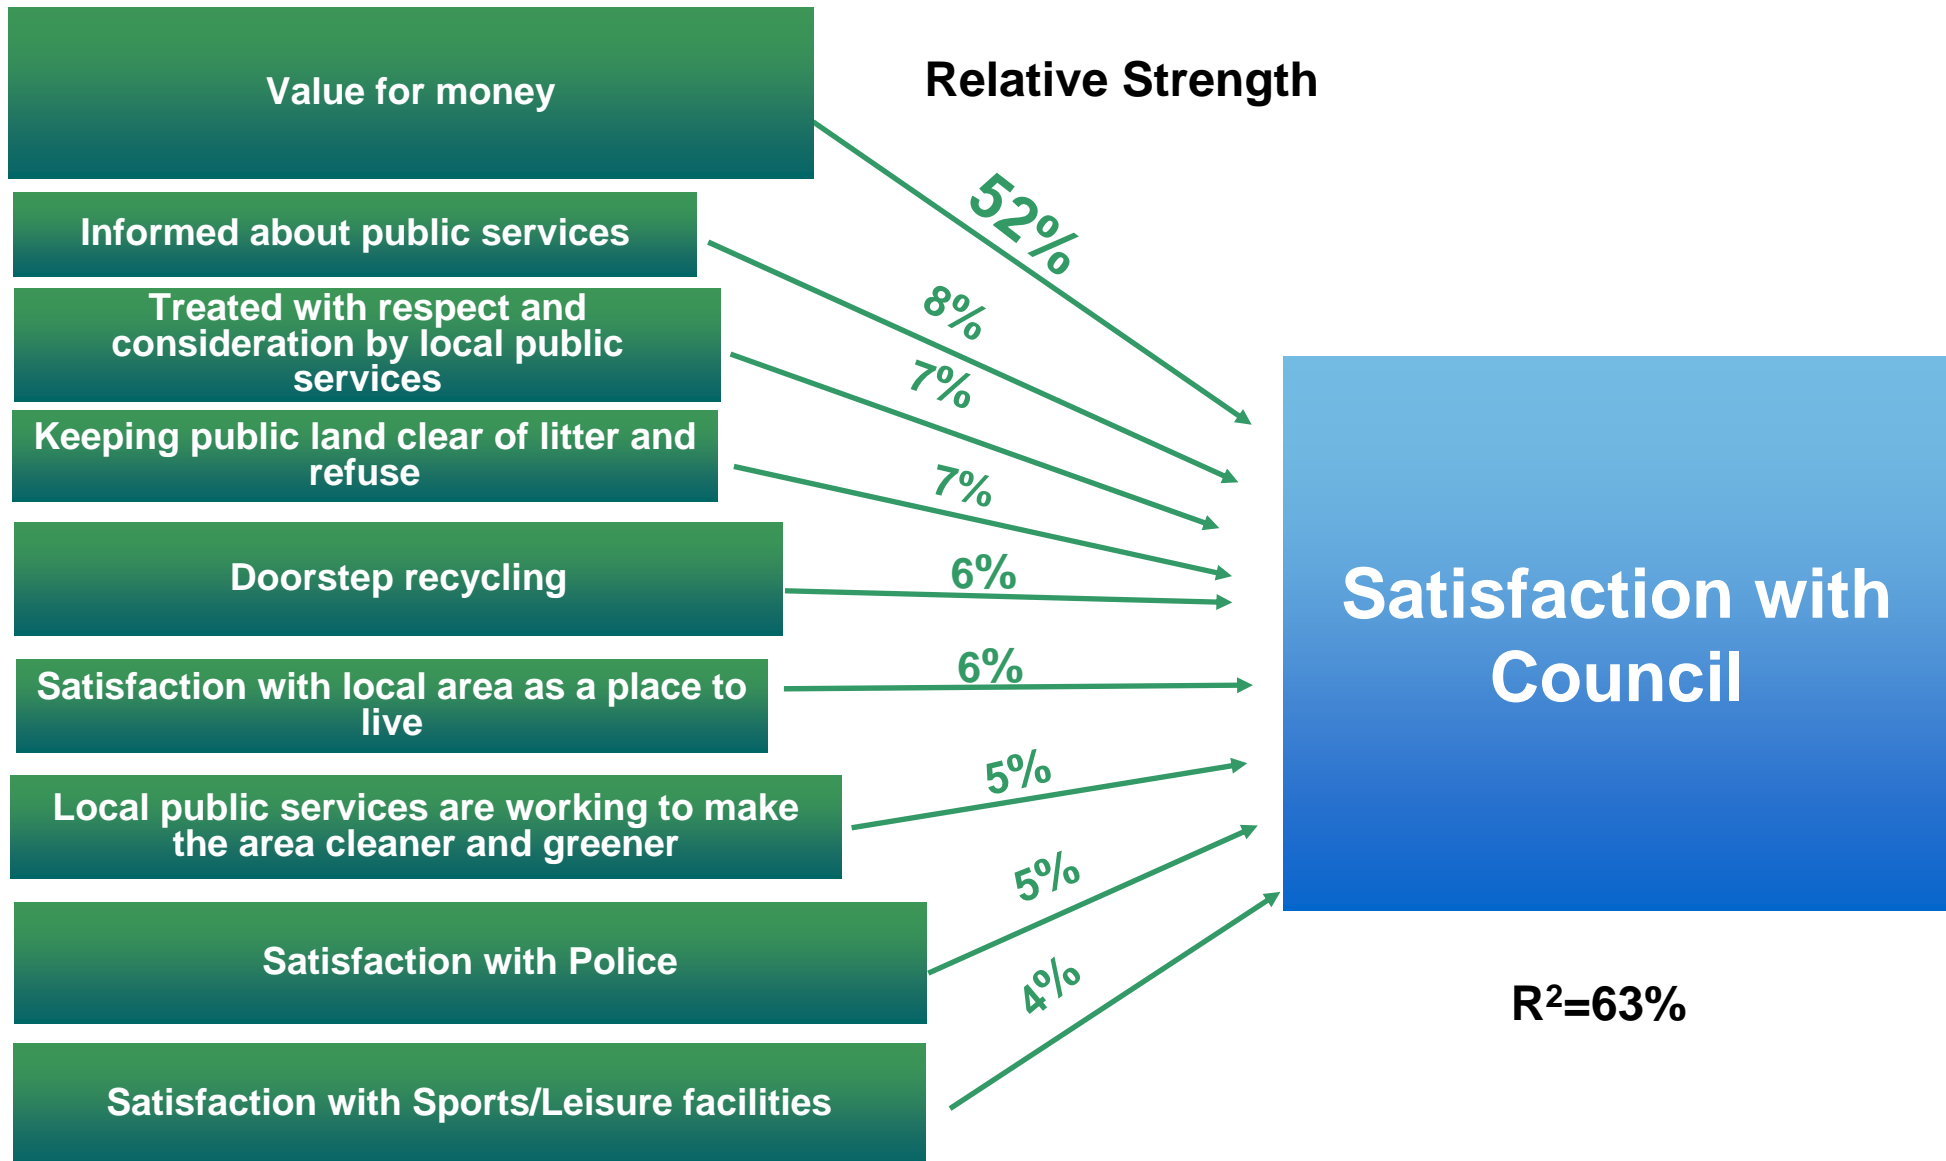 Value for money
Relative Strength
52%
Informed about public services
8%
Treated with respect and
consideration by local public
services
7%
Keeping public land clear of litter and
refuse
7%
Doorstep recycling
6%
Satisfaction with local area as a place to
live
6%
Local public services are working to make
the area cleaner and greener
5%
Satisfaction with Police
5%
Satisfaction with Sports/Leisure facilities
4%
Satisfaction with
Council
R²=63%